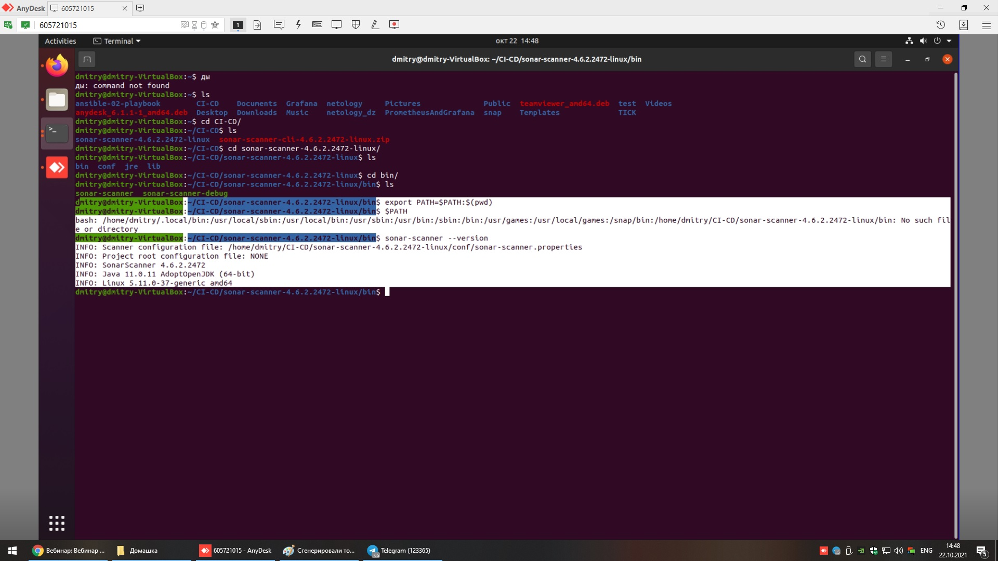 AnyDesk 605721015
605721015
1
Activities Terminal окт 22 14:48
dmitry@dmitry-VirtualBox: ~/CI-CD/sonar-scanner-4.6.2.2472-linux/bin
dmitry@dmitry-VirtualBox:~$ ды
ды: command not found
dmitry@dmitry-VirtualBox:~$ ls
ansible-02-playbook CI-CD Documents Grafana netology Pictures Public teamviewer_amd64.deb test Videos
anydesk_6.1.1-1_amd64.deb Desktop Downloads Music netology_dz PrometheusAndGrafana snap Templates TICK
dmitry@dmitry-VirtualBox:~$ cd CI-CD/
dmitry@dmitry-VirtualBox:~/CI-CD$ ls
sonar-scanner-4.6.2.2472-linux sonar-scanner-cli-4.6.2.2472-linux.zip
dmitry@dmitry-VirtualBox:~/CI-CD$ cd sonar-scanner-4.6.2.2472-linux/
dmitry@dmitry-VirtualBox:~/CI-CD/sonar-scanner-4.6.2.2472-linux$ ls
bin conf jre lib
dmitry@dmitry-VirtualBox:~/CI-CD/sonar-scanner-4.6.2.2472-linux$ cd bin/
dmitry@dmitry-VirtualBox:~/CI-CD/sonar-scanner-4.6.2.2472-linux/bin$ ls
sonar-scanner sonar-scanner-debug
dmitry@dmitry-VirtualBox:~/CI-CD/sonar-scanner-4.6.2.2472-linux/bin$ export PATH=$PATH:$(pwd)
dmitry@dmitry-VirtualBox:~/CI-CD/sonar-scanner-4.6.2.2472-linux/bin$ $PATH
bash: /home/dmitry/.local/bin:/usr/local/sbin:/usr/local/bin:/usr/sbin:/usr/bin:/sbin:/bin:/usr/games:/usr/local/games:/snap/bin:/home/dmitry/CI-CD/sonar-scanner-4.6.2.2472-linux/bin: No such fil
e or directory
dmitry@dmitry-VirtualBox:~/CI-CD/sonar-scanner-4.6.2.2472-linux/bin$ sonar-scanner --version
INFO: Scanner configuration file: /home/dmitry/CI-CD/sonar-scanner-4.6.2.2472-linux/conf/sonar-scanner.properties
INFO: Project root configuration file: NONE
INFO: SonarScanner 4.6.2.2472
INFO: Java 11.0.11 AdoptOpenJDK (64-bit)
INFO: Linux 5.11.0-37-generic amd64
dmitry@dmitry-VirtualBox:~/CI-CD/sonar-scanner-4.6.2.2472-linux/bin$
Вебинар: Вебинар ... Домашка 605721015 - AnyDesk Сгенерировали то... Telegram (123365) ENG 14:48
22.10.2021
5